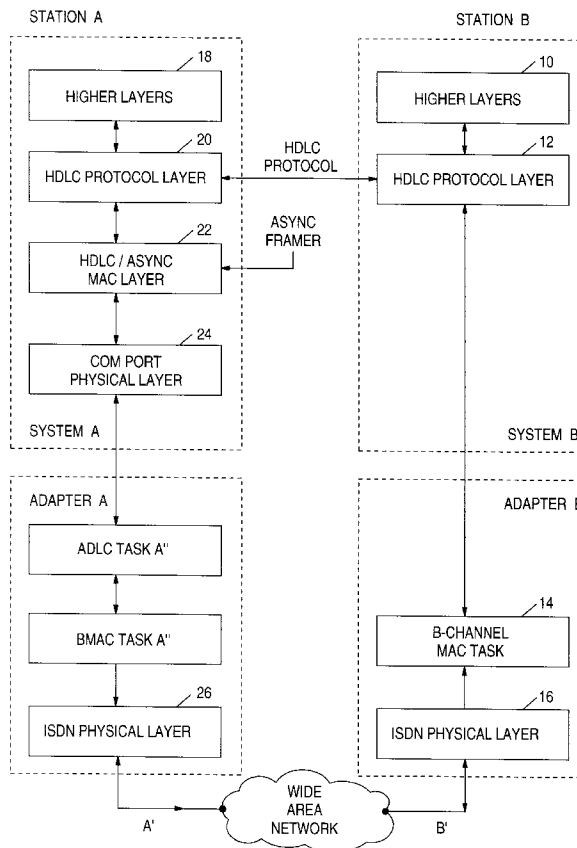 STATION A
18
HIGHER LAYERS
20
HDLC PROTOCOL LAYER
22
HDLC / ASYNC
MAC LAYER
24
COM PORT
PHYSICAL LAYER
SYSTEM A
HDLC
PROTOCOL
ASYNC
FRAMER
STATION B
10
HIGHER LAYERS
12
HDLC PROTOCOL LAYER
SYSTEM B
ADAPTER A
ADLC TASK A"
BMAC TASK A"
26
ISDN PHYSICAL LAYER
ADAPTER B
14
B-CHANNEL
MAC TASK
16
ISDN PHYSICAL LAYER
A'
WIDE
AREA
NETWORK
B'